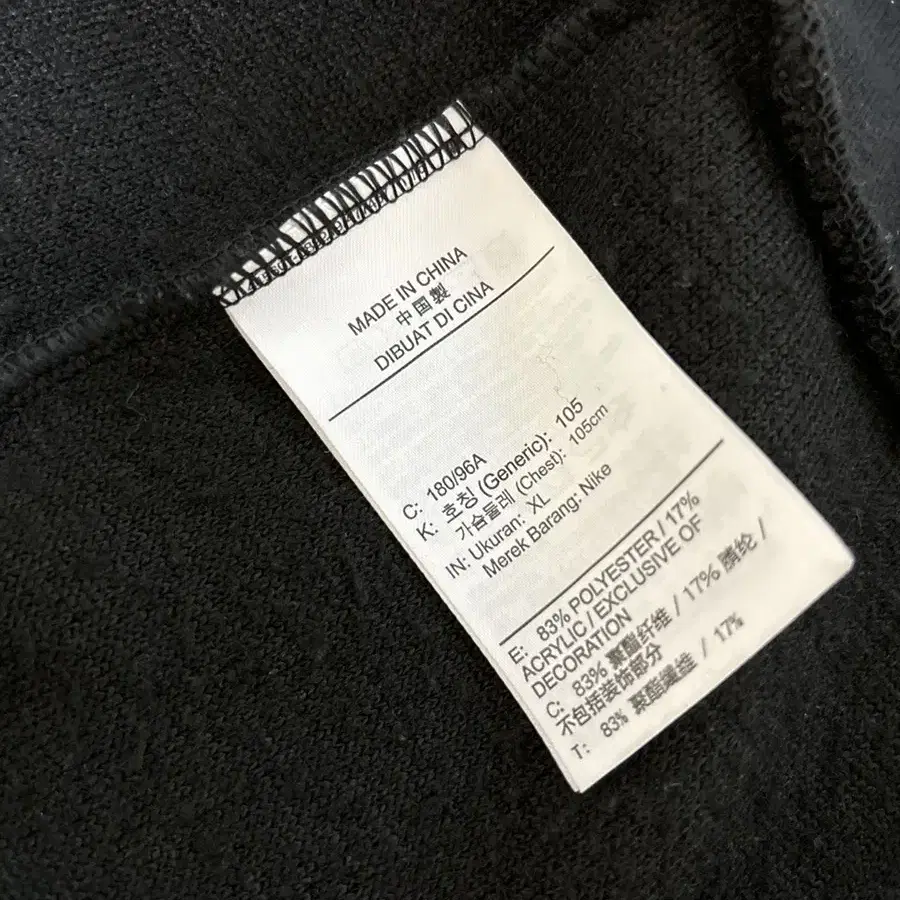 MADE IN CHINA
中国製
DIBUAT DI CINA
C: 180/96A
K: 호칭 (Generic): 105
가슴둘레 (Chest): 105cm
IN: Ukuran: XL
Merek Barang: Nike
E: 83% POLYESTER / 17%
ACRYLIC / EXCLUSIVE OF
DECORATION
C: 83% 聚酯纤维 / 17% 腈纶 /
不包括装饰部分
T: 83% 聚酯纖維 / 17%